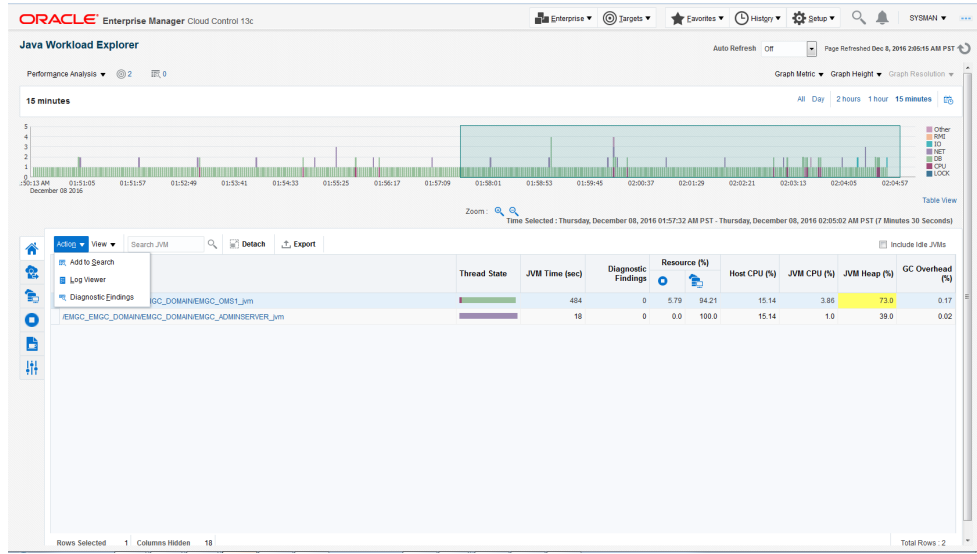 ORACLE Enterprise Manager Cloud Control 13c
Enterprise
Targets
Favorites
History
Setup
SYSMAN
Java Workload Explorer
Auto Refresh Off
Page Refreshed Dec 8, 2016 2:05:15 AM PST
Performance Analysis 2 0
Graph Metric Graph Height Graph Resolution
15 minutes
All Day 2 hours 1 hour 15 minutes
5
4
3
2
1
0
Other
RMI
IO
NET
DB
CPU
LOCK
:50:13 AM 01:51:05 01:51:57 01:52:49 01:53:41 01:54:33 01:55:25 01:56:17 01:57:09 01:58:01 01:58:53 01:59:45 02:00:37 02:01:29 02:02:21 02:03:13 02:04:05 02:04:57
December 08 2016
Table View
Zoom :
Time Selected : Thursday, December 08, 2016 01:57:32 AM PST - Thursday, December 08, 2016 02:05:02 AM PST (7 Minutes 30 Seconds)
Action View Search JVM Detach Export
Include Idle JVMs
Add to Search
Log Viewer
Diagnostic Findings
Thread State JVM Time (sec) Diagnostic Findings Resource (%) Host CPU (%) JVM CPU (%) JVM Heap (%) GC Overhead (%)
MGC_DOMAIN/EMGC_OMS1_jvm 484 0 5.79 94.21 15.14 3.86 73.0 0.17
/EMGC_EMGC_DOMAIN/EMGC_DOMAIN/EMGC_ADMINSERVER_jvm 18 0 0.0 100.0 15.14 1.0 39.0 0.02
Rows Selected 1 Columns Hidden 18
Total Rows : 2